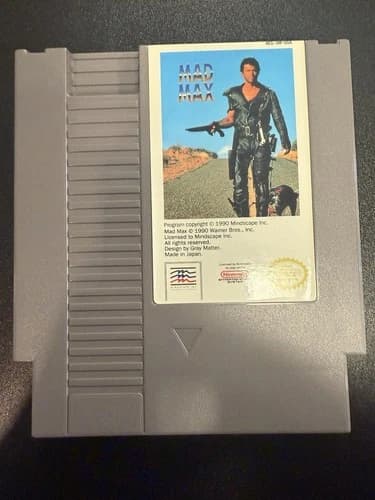 MAD
MAX
Program copyright © 1990 Mindscape Inc.
Mad Max © 1990 Warner Bros., Inc.
Licensed to Mindscape Inc.
All rights reserved.
Design by Gray Matter.
Made in Japan.
Nintendo